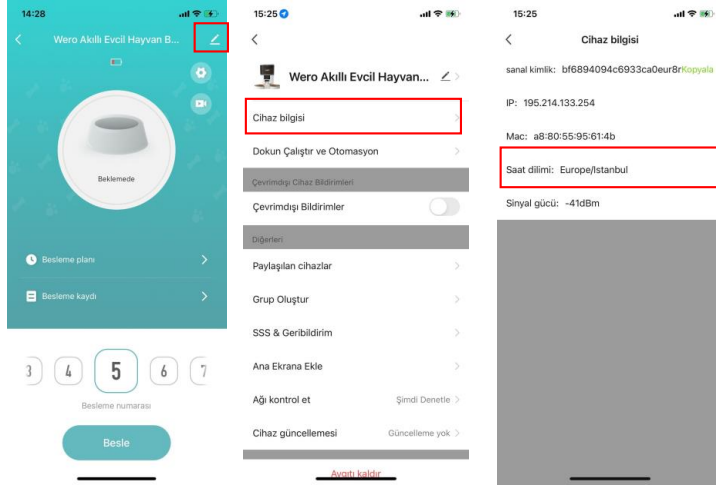 14:28
Wero Akıllı Evcil Hayvan B...
Beklemede
Besleme planı
Besleme kaydı
3 4 5 6 7
Besleme numarası
Besle
15:25
Wero Akıllı Evcil Hayvan...
Cihaz bilgisi
Dokun Çalıştır ve Otomasyon
Çevrimdışı Cihaz Bildirimleri
Çevrimdışı Bildirimler
Diğerleri
Paylaşılan cihazlar
Grup Oluştur
SSS & Geribildirim
Ana Ekrana Ekle
Ağı kontrol et Şimdi Denetle
Cihaz güncellemesi Güncelleme yok
Aygıtı kaldır
15:25
Cihaz bilgisi
sanal kimlik: bf6894094c6933ca0eur8rKopyala
IP: 195.214.133.254
Mac: a8:80:55:95:61:4b
Saat dilimi: Europe/Istanbul
Sinyal gücü: -41dBm